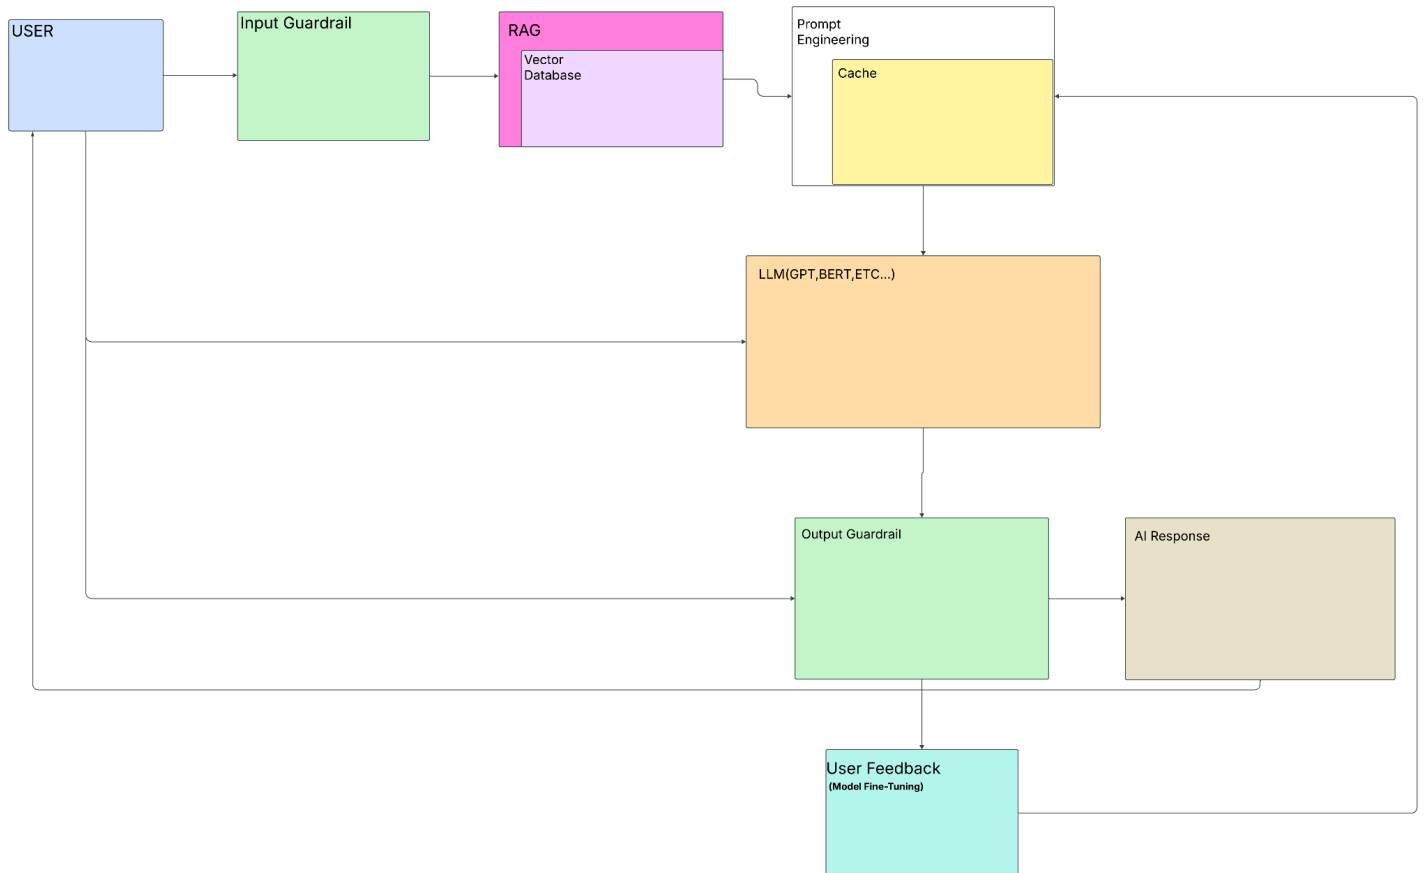 USER
Input Guardrail
RAG
Vector
Database
Prompt
Engineering
Cache
LLM(GPT,BERT,ETC...)
Output Guardrail
AI Response
User Feedback
(Model Fine-Tuning)